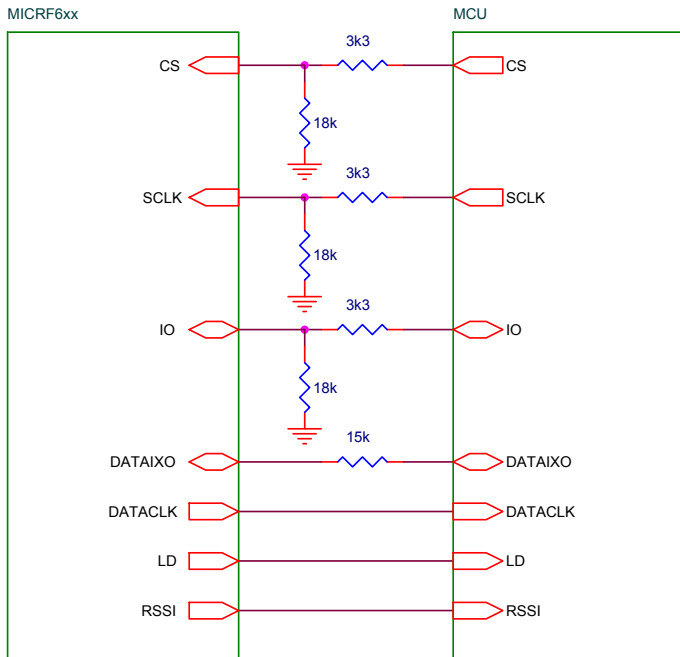 MICRF6xx MCU
3k3
CS CS
18k
3k3
SCLK SCLK
18k
3k3
IO IO
18k
15k
DATAIXO DATAIXO
DATACLK DATACLK
LD LD
RSSI RSSI